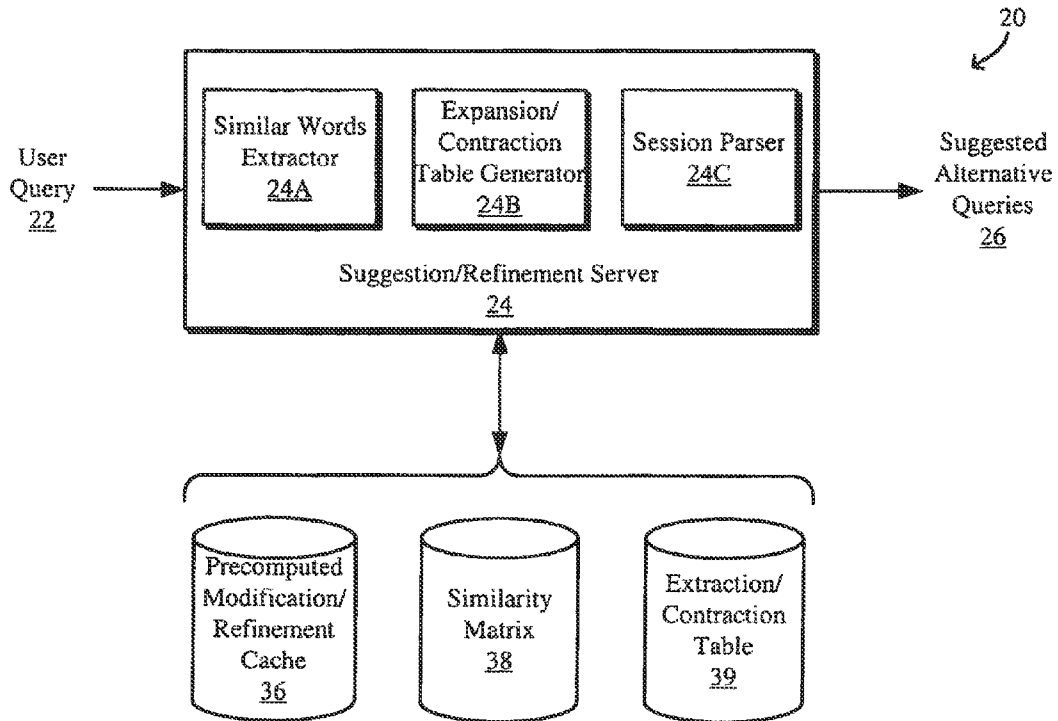 20
User
Query
22
Similar Words
Extractor
24A
Expansion/
Contraction
Table Generator
24B
Session Parser
24C
Suggestion/Refinement Server
24
Suggested
Alternative
Queries
26
Precomputed
Modification/
Refinement
Cache
36
Similarity
Matrix
38
Extraction/
Contraction
Table
39